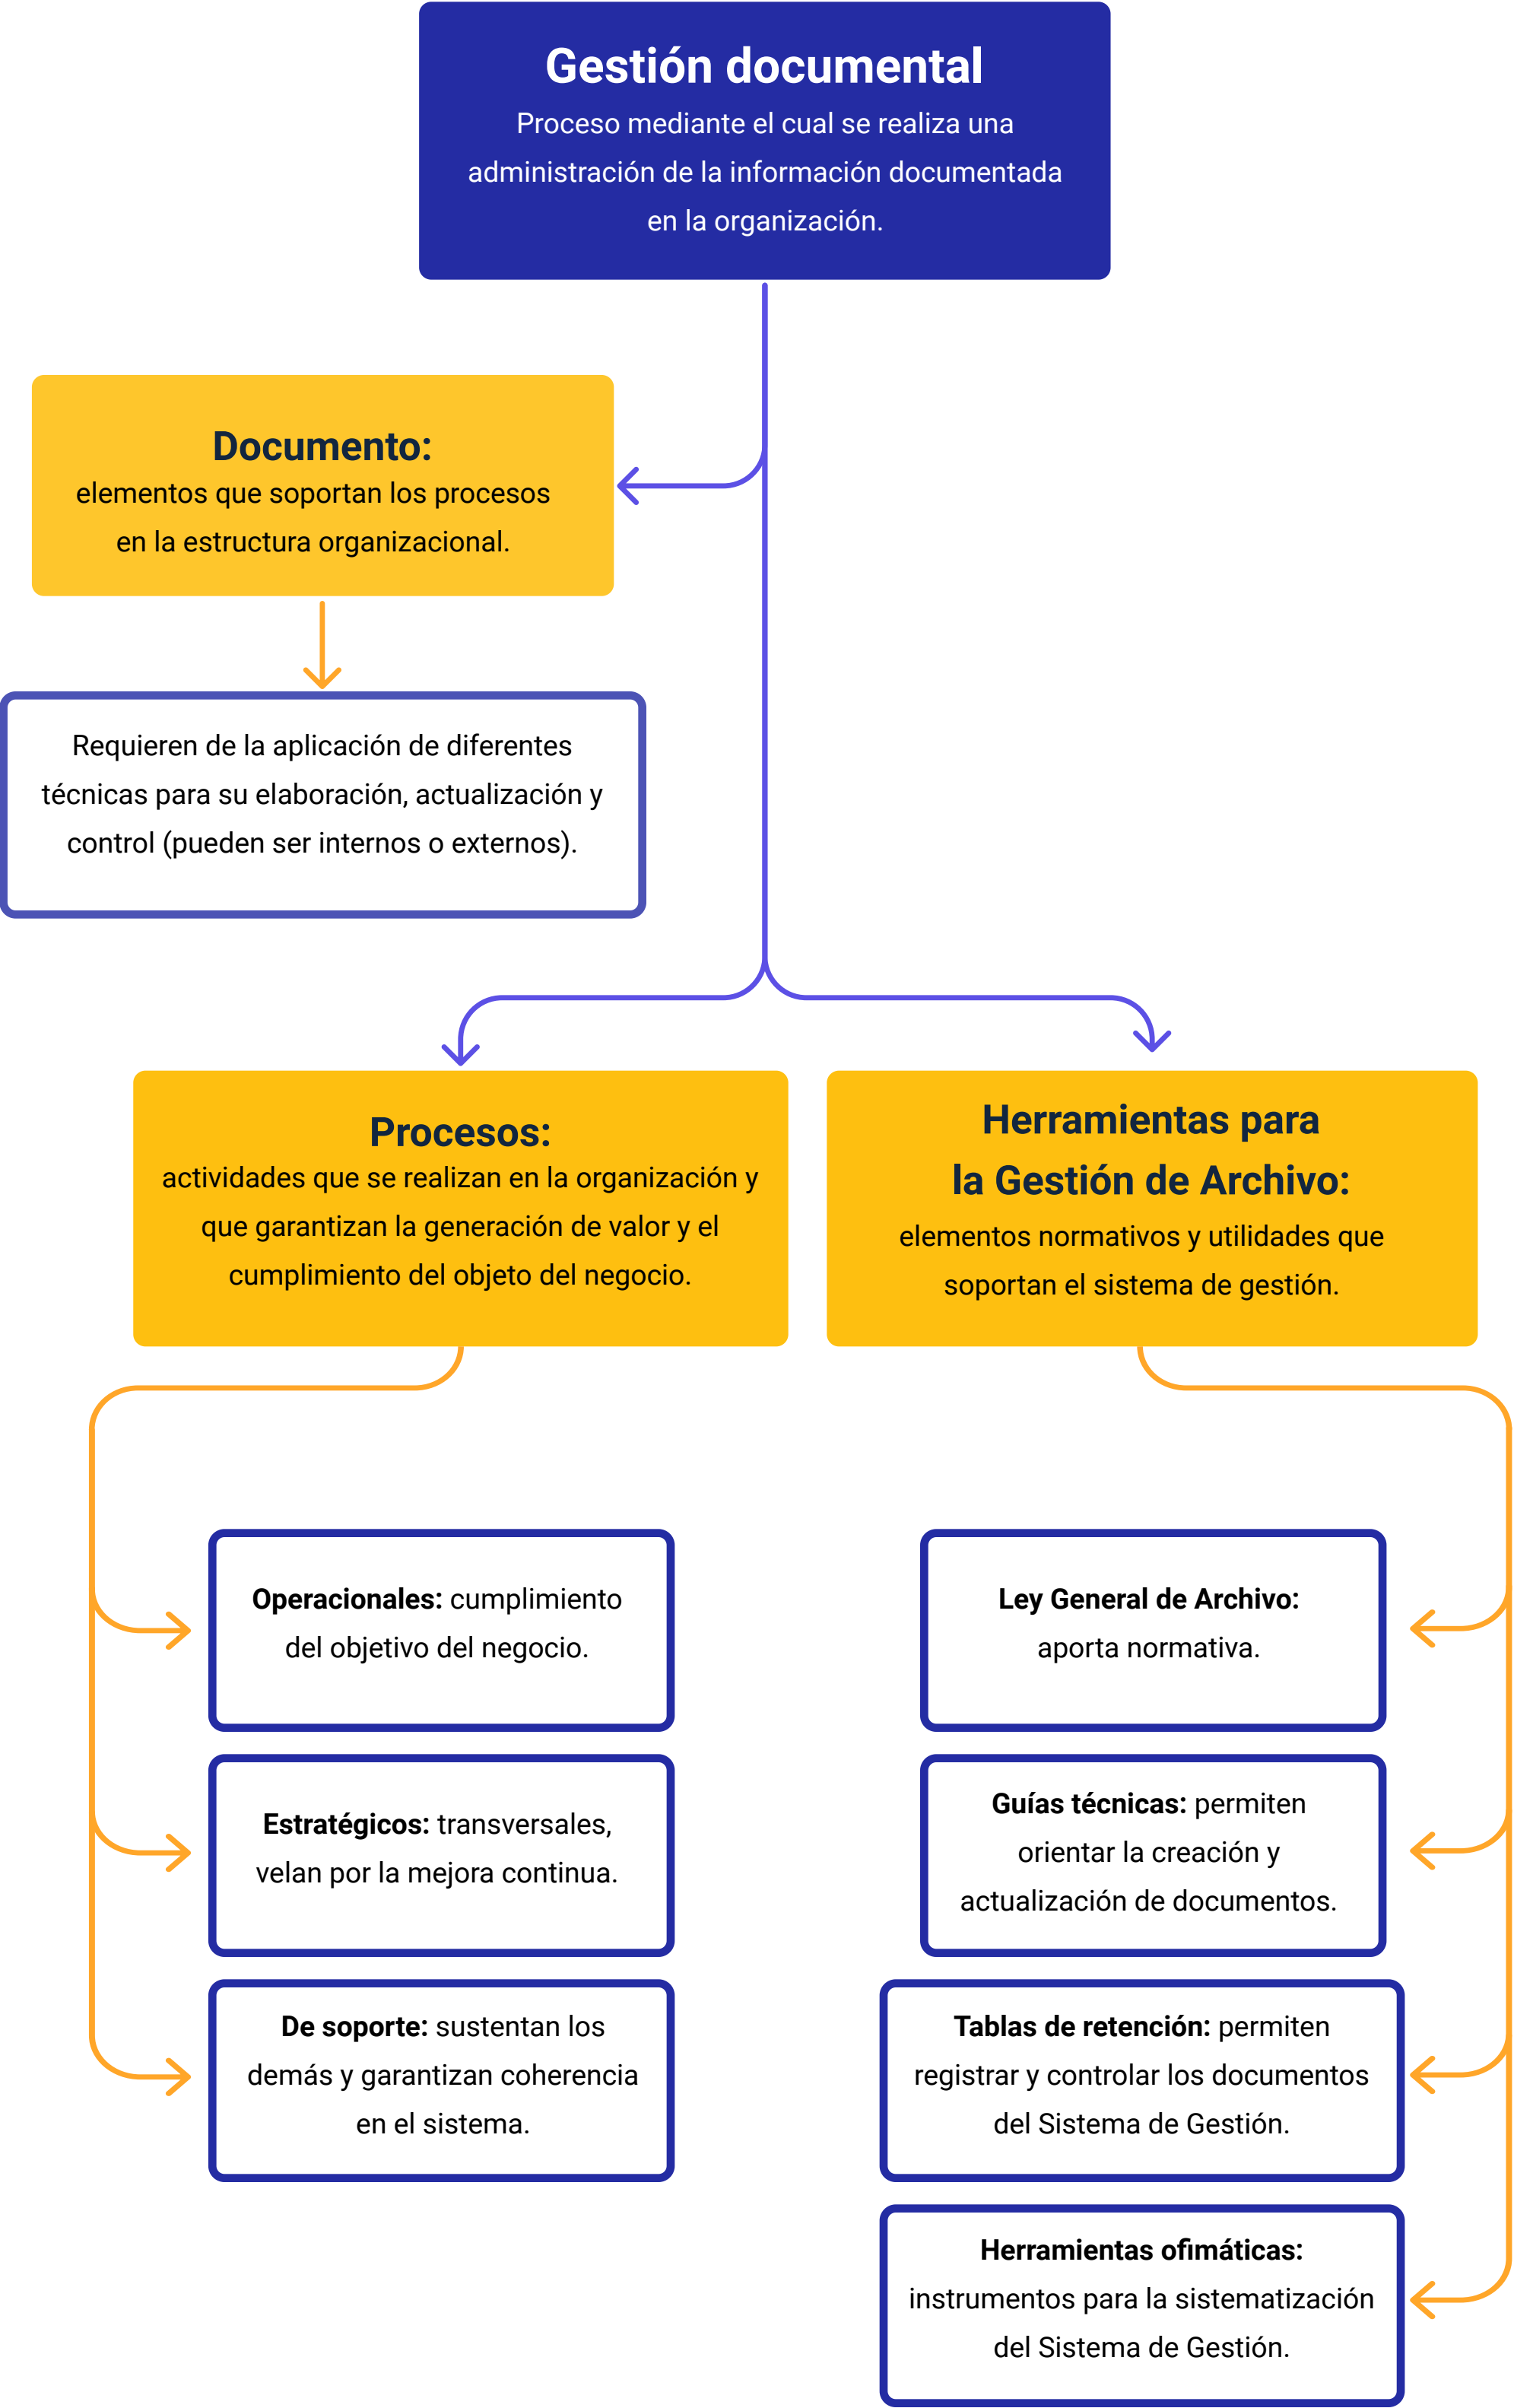 Gestión documental
Proceso mediante el cual se realiza una
administración de la información documentada
en la organización.
Documento:
elementos que soportan los procesos
en la estructura organizacional.
Requieren de la aplicación de diferentes
técnicas para su elaboración, actualización y
control (pueden ser internos o externos).
Procesos:
actividades que se realizan en la organización y
que garantizan la generación de valor y el
cumplimiento del objeto del negocio.
Herramientas para
la Gestión de Archivo:
elementos normativos y utilidades que
soportan el sistema de gestión.
Operacionales: cumplimiento
del objetivo del negocio.
Estratégicos: transversales,
velan por la mejora continua.
De soporte: sustentan los
demás y garantizan coherencia
en el sistema.
Ley General de Archivo:
aporta normativa.
Guías técnicas: permiten
orientar la creación y
actualización de documentos.
Tablas de retención: permiten
registrar y controlar los documentos
del Sistema de Gestión.
Herramientas ofimáticas:
instrumentos para la sistematización
del Sistema de Gestión.